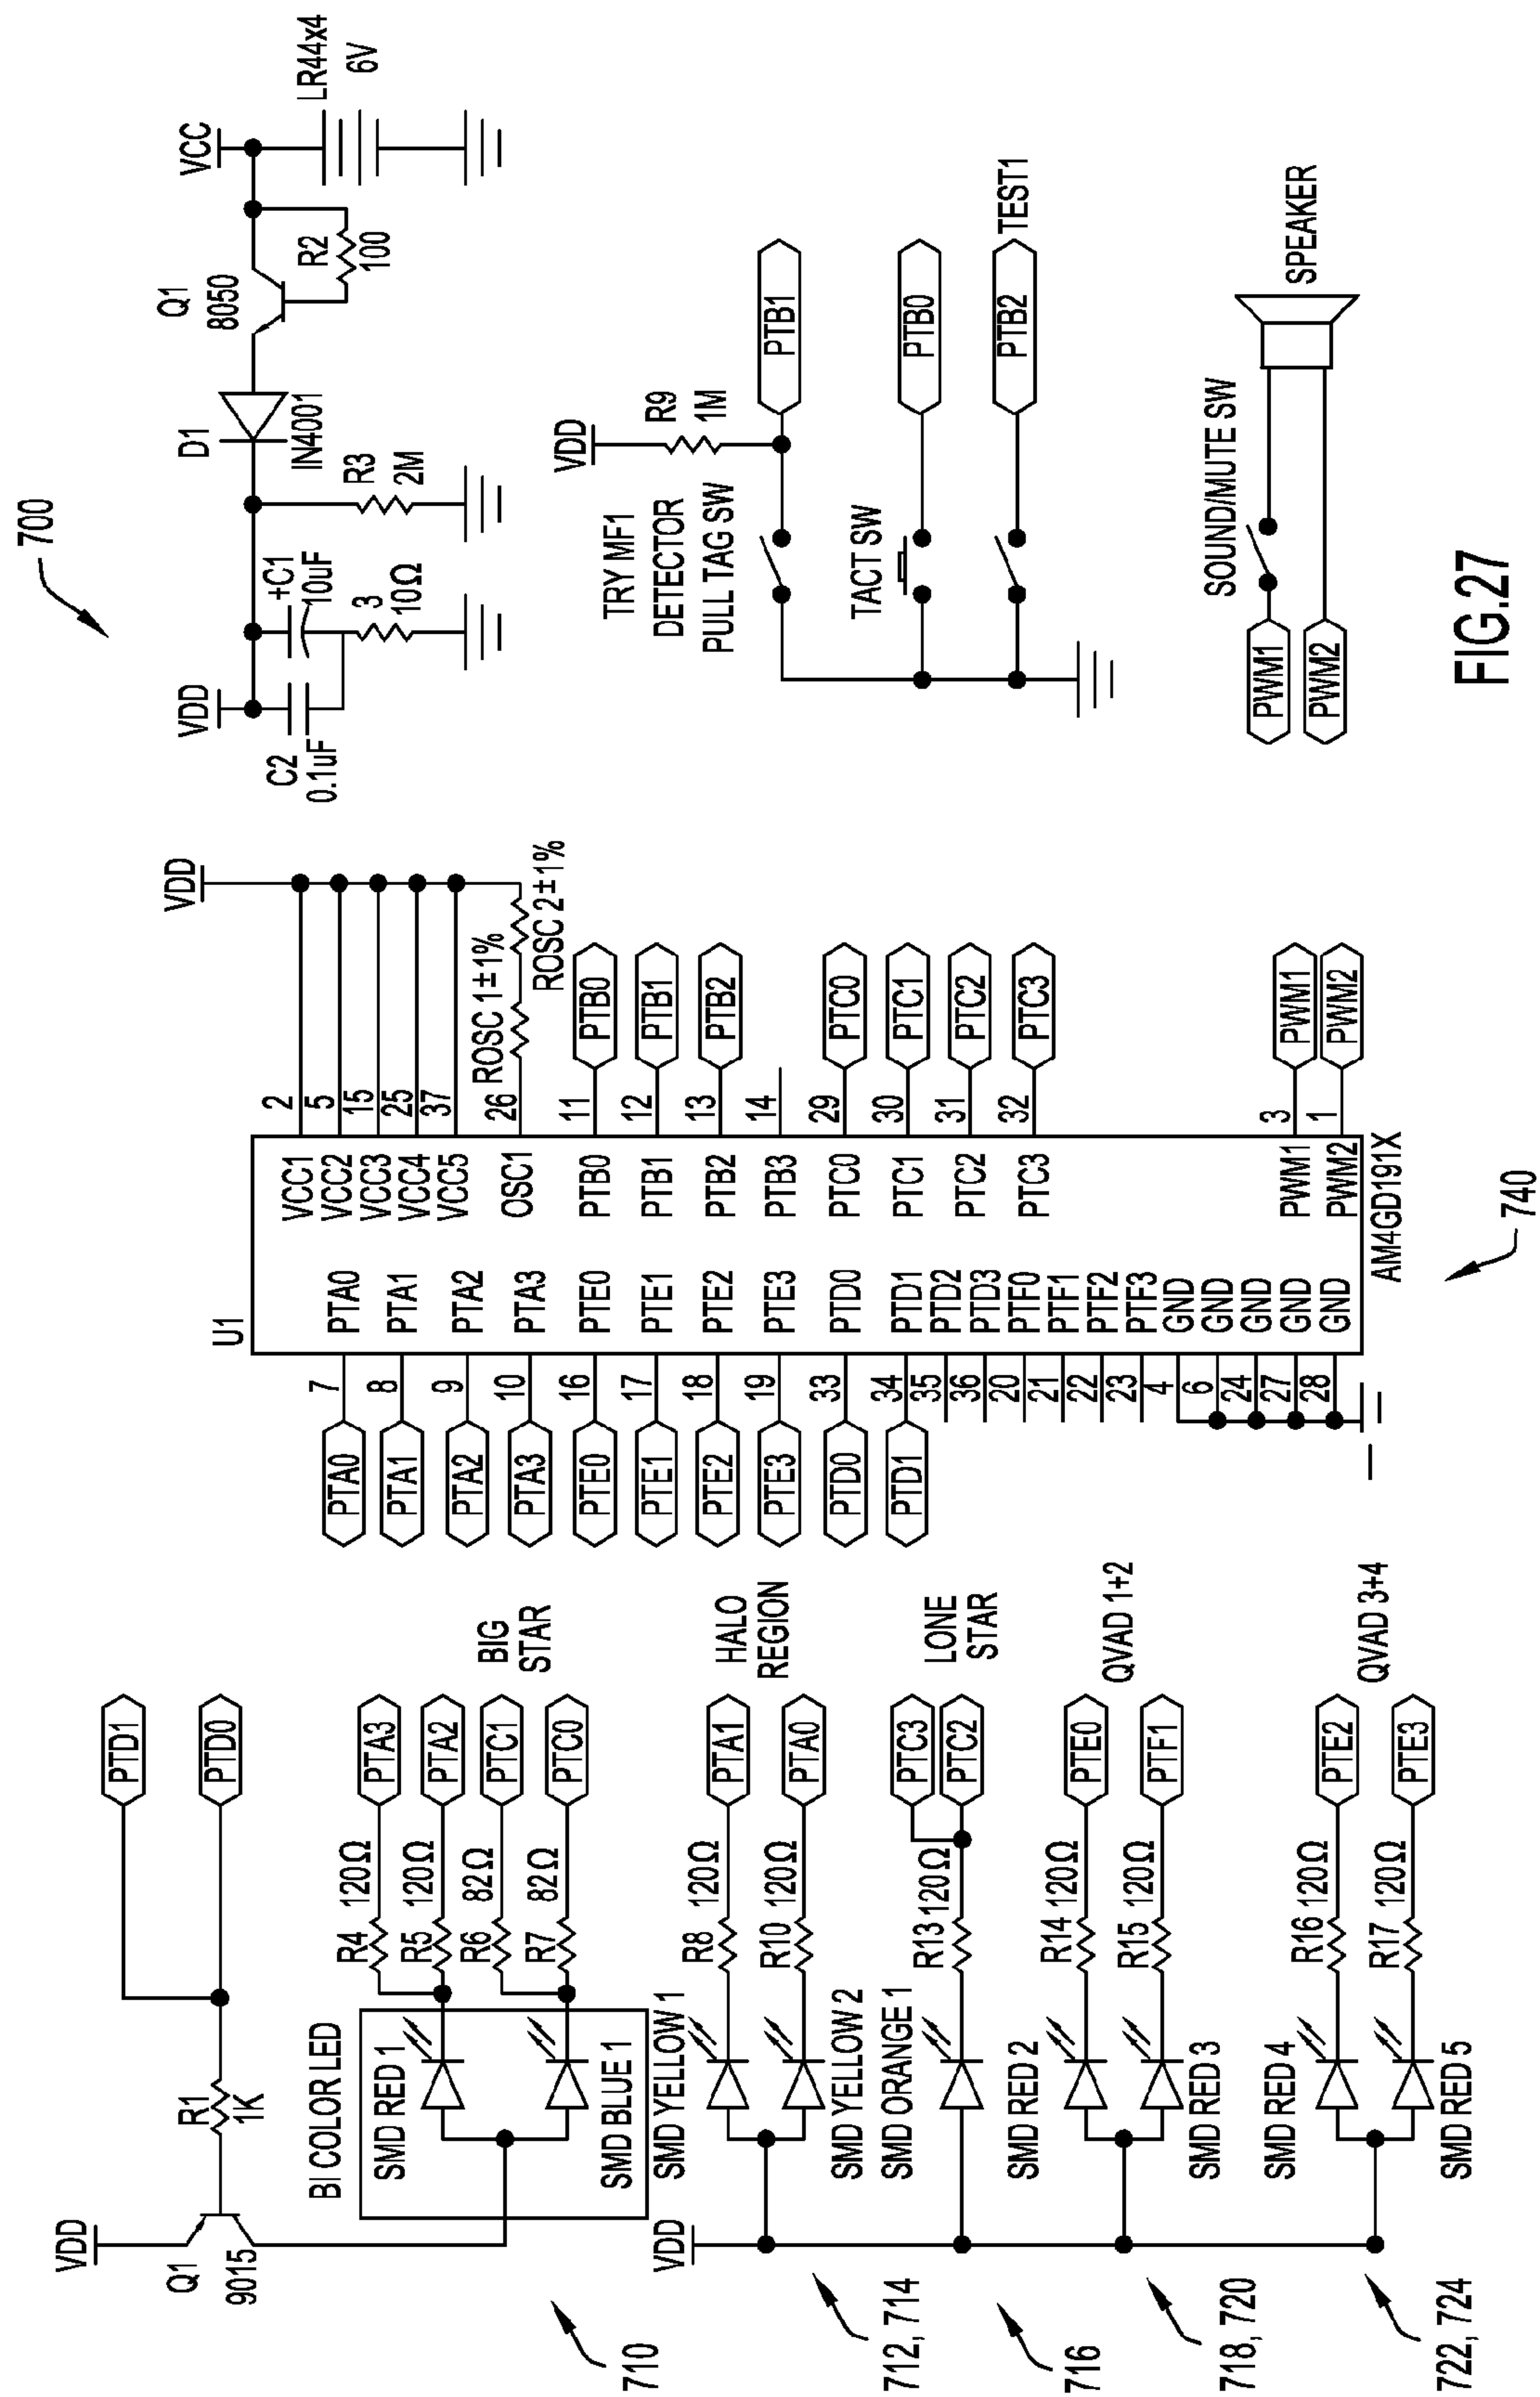 700
VDD
C2
0.1uF
+C1
10uF
3
10Ω
R3
2M
D1
IN4001
Q1
8050
R2
100
VCC
LR44x4
6V
VDD
R9
1M
TRY MF1
DETECTOR
PULL TAG SW
PTB1
TACT SW
PTB0
PTB2
TEST1
SOUND/MUTE SW
PWM1
PWM2
SPEAKER
VDD
ROSC 1±1%
ROSC 2±1%
U1
7
8
9
10
16
17
18
19
33
34
35
36
20
21
22
23
4
6
24
27
28
PTA0
PTA1
PTA2
PTA3
PTE0
PTE1
PTE2
PTE3
PTD0
PTD1
PTA0
PTA1
PTA2
PTA3
PTE0
PTE1
PTE2
PTE3
PTD0
PTD1
PTD2
PTD3
PTF0
PTF1
PTF2
PTF3
GND
GND
GND
GND
GND
VCC1
VCC2
VCC3
VCC4
VCC5
OSC1
PTB0
PTB1
PTB2
PTB3
PTC0
PTC1
PTC2
PTC3
PWM1
PWM2
2
5
15
25
37
26
11
12
13
14
29
30
31
32
3
1
PTB0
PTB1
PTB2
PTC0
PTC1
PTC2
PTC3
PWM1
PWM2
AM4GD191X
740
VDD
Q1
9015
R1
1K
PTD1
PTD0
BI COLOR LED
SMD RED 1
SMD BLUE 1
R4
120Ω
PTA3
R5
120Ω
PTA2
R6
82Ω
PTC1
R7
82Ω
PTC0
BIG
STAR
710
VDD
SMD YELLOW 1
R8
120Ω
PTA1
SMD YELLOW 2
R10
120Ω
PTA0
HALO
REGION
712, 714
SMD ORANGE 1
R13
120Ω
PTC3
PTC2
LONE
STAR
716
SMD RED 2
R14
120Ω
PTE0
SMD RED 3
R15
120Ω
PTF1
QVAD 1+2
718, 720
SMD RED 4
R16
120Ω
PTE2
SMD RED 5
R17
120Ω
PTE3
QVAD 3+4
722, 724
FIG.27